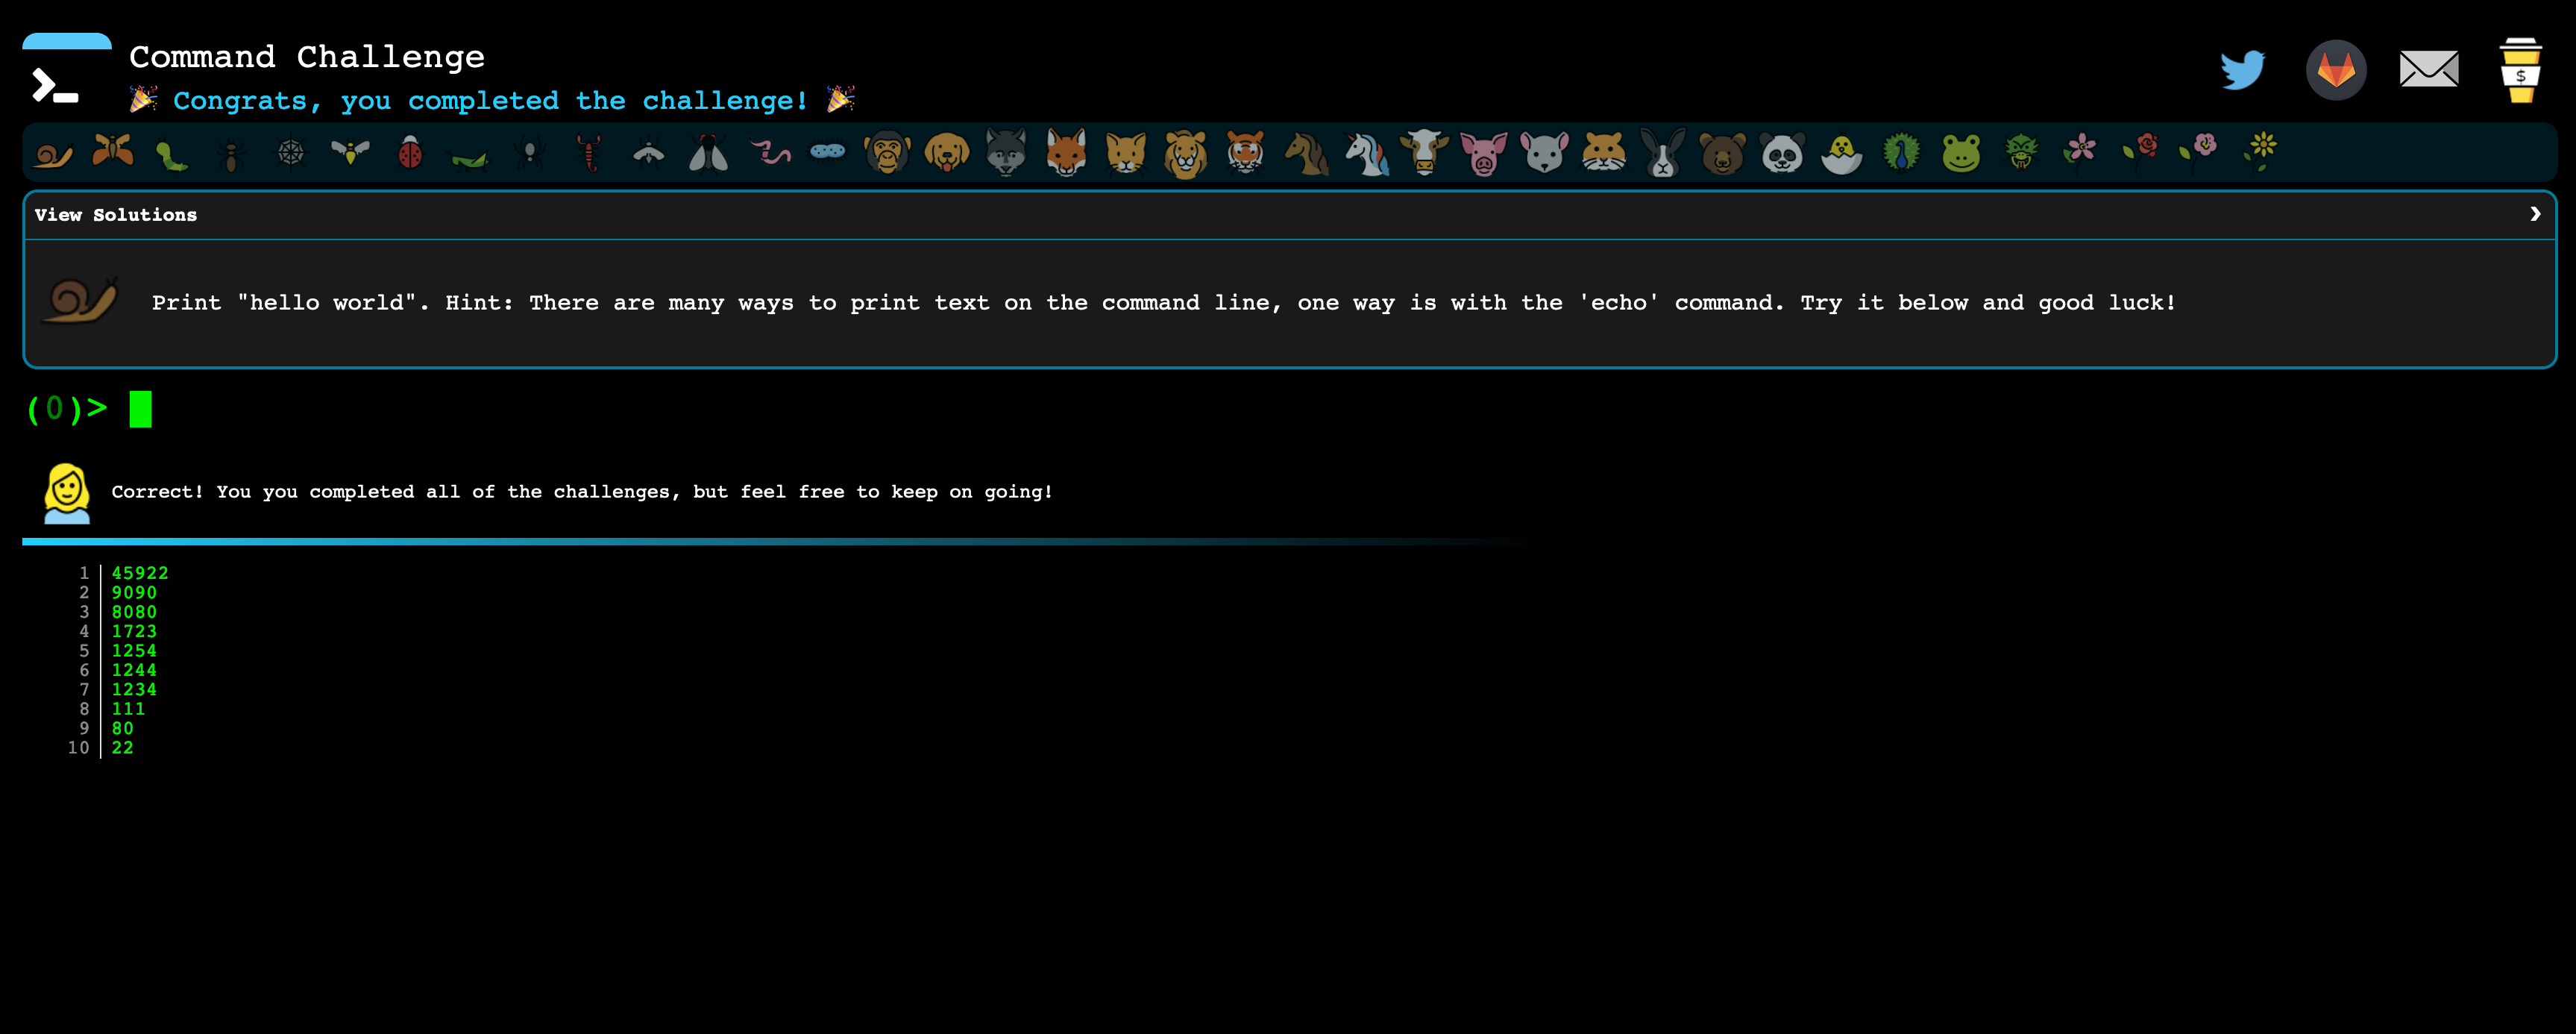 Command Challenge
🎉 Congrats, you completed the challenge! 🎉
$
View Solutions
Print "hello world". Hint: There are many ways to print text on the command line, one way is with the 'echo' command. Try it below and good luck!
(0)>
Correct! You you completed all of the challenges, but feel free to keep on going!
1 45922
2 9090
3 8080
4 1723
5 1254
6 1244
7 1234
8 111
9 80
10 22